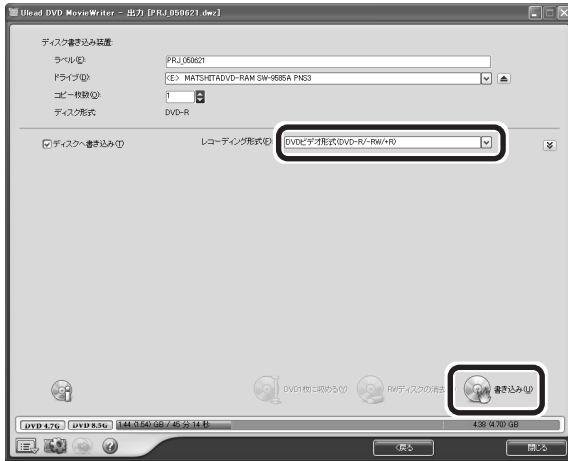 Ulead DVD MovieWriter - 出力 [PRJ_050621.dwz]
ディスク書き込み装置:
ラベル(E): PRJ_050621
ドライブ(D): <E> MATSHITADVD-RAM SW-9585A PNS3
コピー枚数(O): 1
ディスク形式: DVD-R
ディスクへ書き込み(T) レコーディング形式(F): DVDビデオ形式(DVD-R/-RW/+R)
DVD1枚に収める(Y) RWディスクの消去 書き込み(U)
DVD 4.7G DVD 8.5G 1.44 (1.54) GB / 45 分 14 秒 4.38 (4.70) GB
<戻る 閉じる